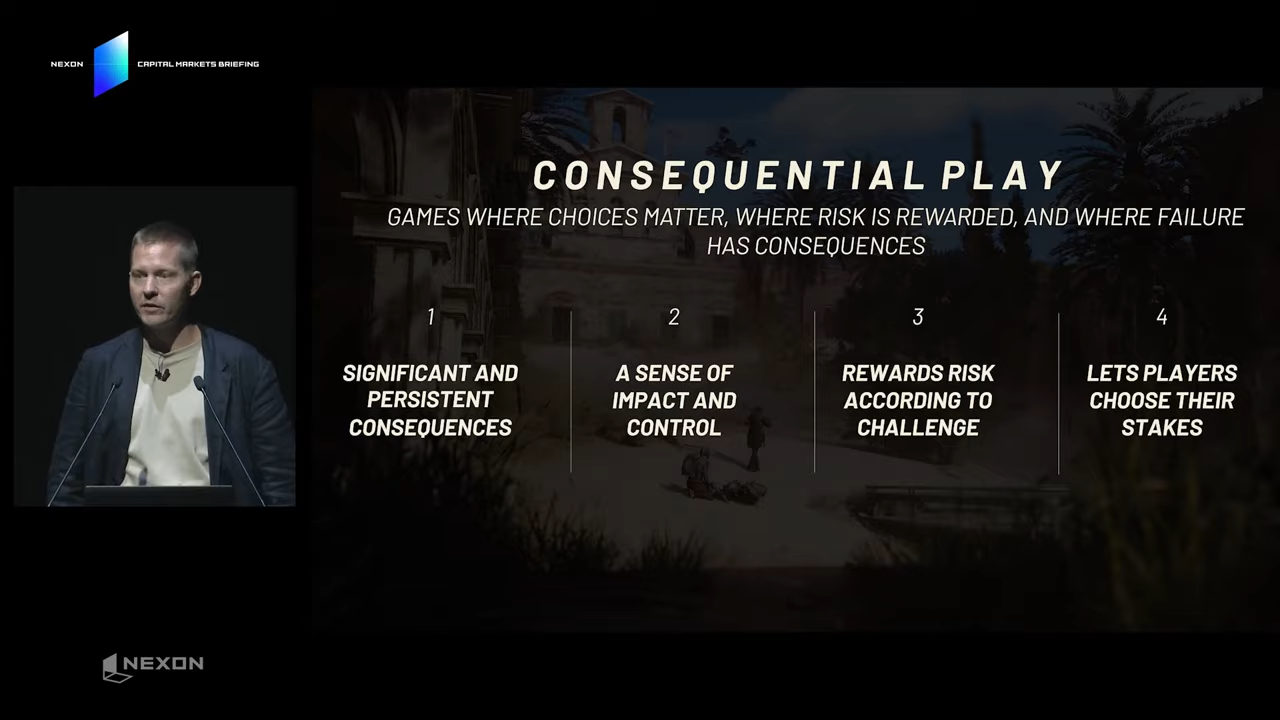 NEXON
CAPITAL MARKETS BRIEFING
CONSEQUENTIAL PLAY
GAMES WHERE CHOICES MATTER, WHERE RISK IS REWARDED, AND WHERE FAILURE
HAS CONSEQUENCES
1
SIGNIFICANT AND
PERSISTENT
CONSEQUENCES
2
A SENSE OF
IMPACT AND
CONTROL
3
REWARDS RISK
ACCORDING TO
CHALLENGE
4
LETS PLAYERS
CHOOSE THEIR
STAKES
NEXON